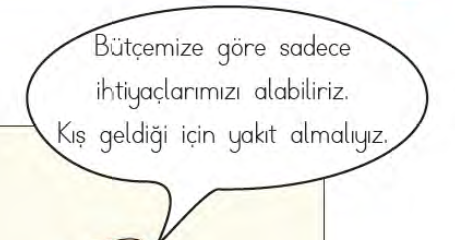 Bütçemize göre sadece
ihtiyaçlarımızı alabiliriz.
Kış geldiği için yakıt almalıyız.